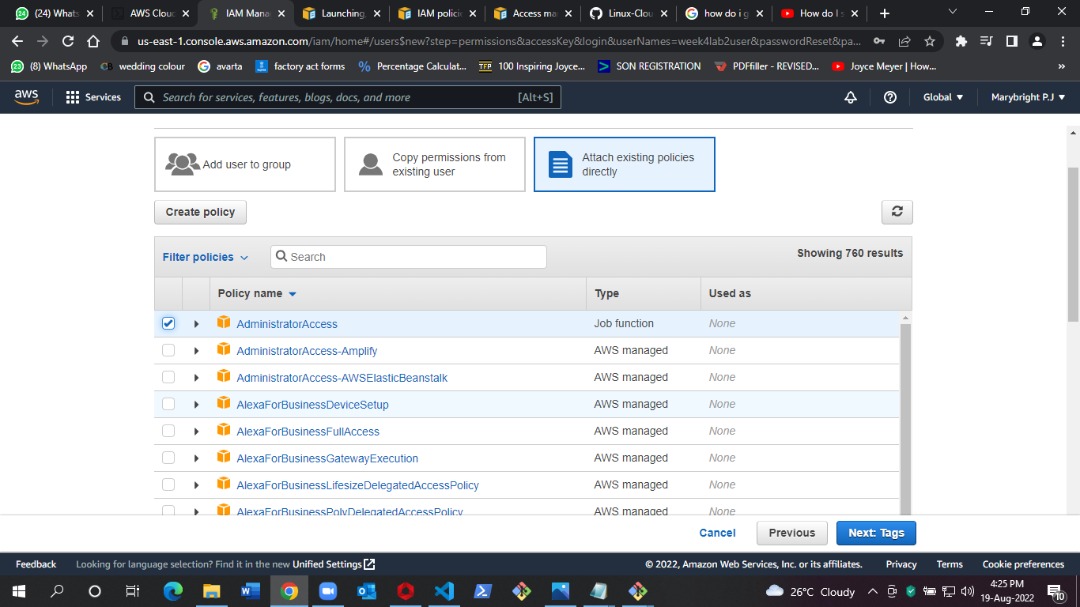 (24) Whats
AWS Clou
IAM Mana
Launching
IAM polici
Access ma
Linux-Clou
how do i g
How do I s
us-east-1.console.aws.amazon.com/iam/home#/users$new?step=permissions&accessKey&login&userNames=week4lab2user&passwordReset&pa...
(8) WhatsApp
wedding colour
avarta
factory act forms
Percentage Calculat...
100 Inspiring Joyce...
SON REGISTRATION
PDFfiller - REVISED...
Joyce Meyer | How...
»
aws
Services
Search for services, features, blogs, docs, and more
[Alt+S]
Global
Marybright P.J
Add user to group
Copy permissions from
existing user
Attach existing policies
directly
Create policy
Filter policies
Search
Showing 760 results
Policy name
Type
Used as
AdministratorAccess
Job function
None
AdministratorAccess-Amplify
AWS managed
None
AdministratorAccess-AWSElasticBeanstalk
AWS managed
None
AlexaForBusinessDeviceSetup
AWS managed
None
AlexaForBusinessFullAccess
AWS managed
None
AlexaForBusinessGatewayExecution
AWS managed
None
AlexaForBusinessLifesizeDelegatedAccessPolicy
AWS managed
None
AlexaForBusinessPolyDelegatedAccessPolicy
AWS managed
None
Cancel
Previous
Next: Tags
Feedback
Looking for language selection? Find it in the new Unified Settings
© 2022, Amazon Web Services, Inc. or its affiliates.
Privacy
Terms
Cookie preferences
26°C Cloudy
4:25 PM
19-Aug-2022
10